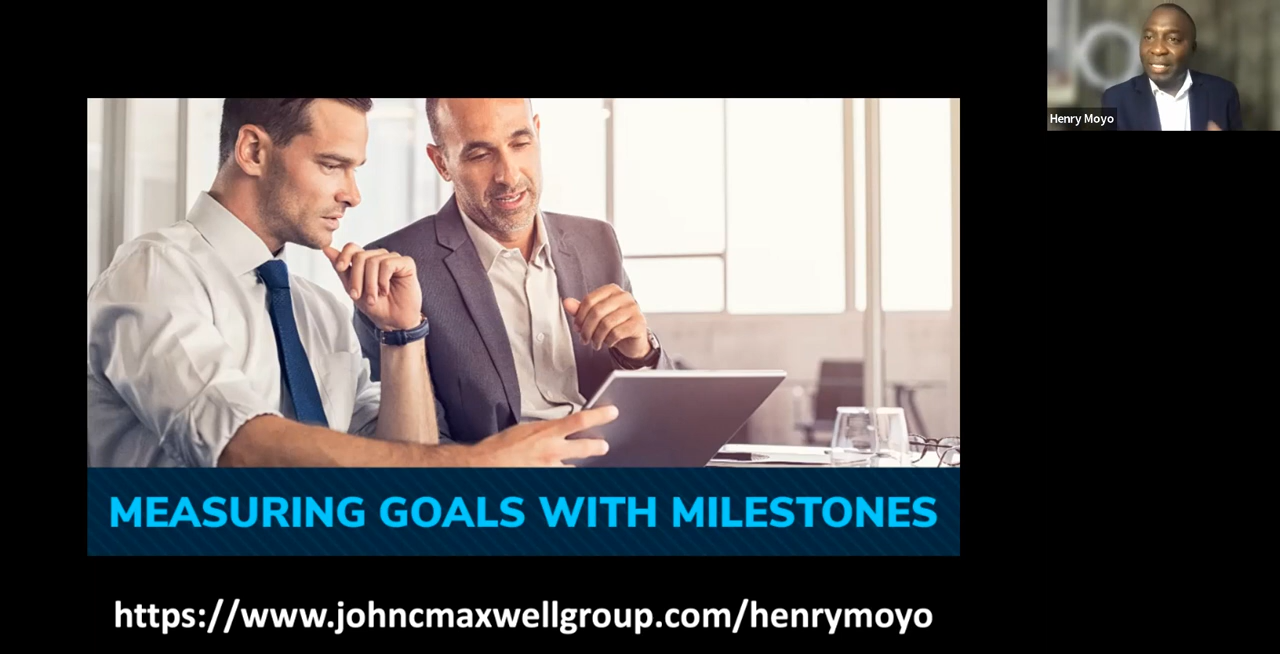 Henry Moyo
MEASURING GOALS WITH MILESTONES
https://www.johncmaxwellgroup.com/henrymoyo